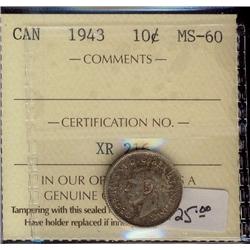 CAN 1943 10¢ MS-60
— COMMENTS —
— CERTIFICATION NO. —
XR 216
IN OUR A
GENUINE
Tampering with this sealed
Have holder replaced if
25.00